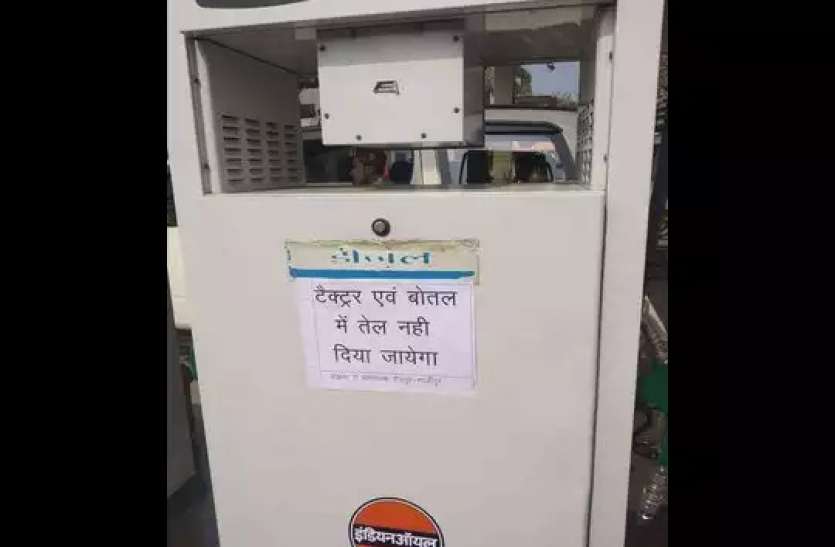 डीजल
टैक्ट्रर एवं बोतल
में तेल नही
दिया जायेगा
इंडियनऑयल